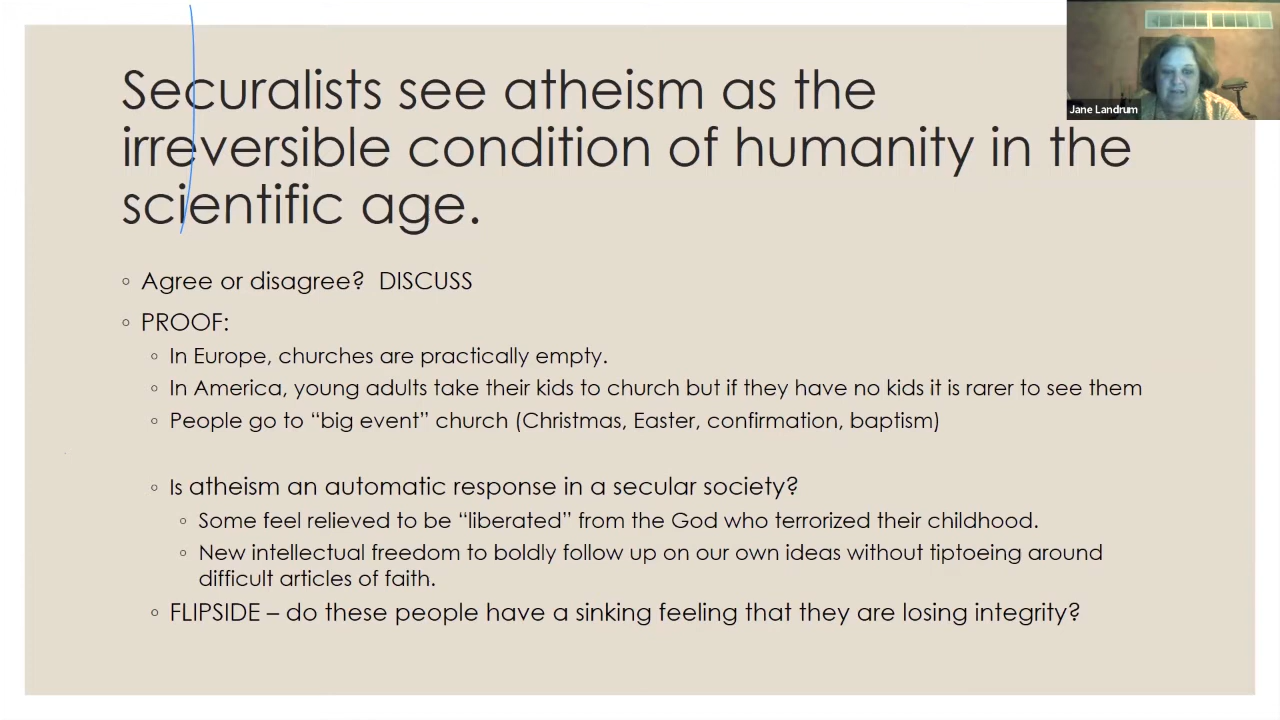 Securalists see atheism as the
irreversible condition of humanity in the
scientific age.
Jane Landrum
◦ Agree or disagree?  DISCUSS
◦ PROOF:
◦ In Europe, churches are practically empty.
◦ In America, young adults take their kids to church but if they have no kids it is rarer to see them
◦ People go to “big event” church (Christmas, Easter, confirmation, baptism)
◦ Is atheism an automatic response in a secular society?
◦ Some feel relieved to be “liberated” from the God who terrorized their childhood.
◦ New intellectual freedom to boldly follow up on our own ideas without tiptoeing around
difficult articles of faith.
◦ FLIPSIDE – do these people have a sinking feeling that they are losing integrity?